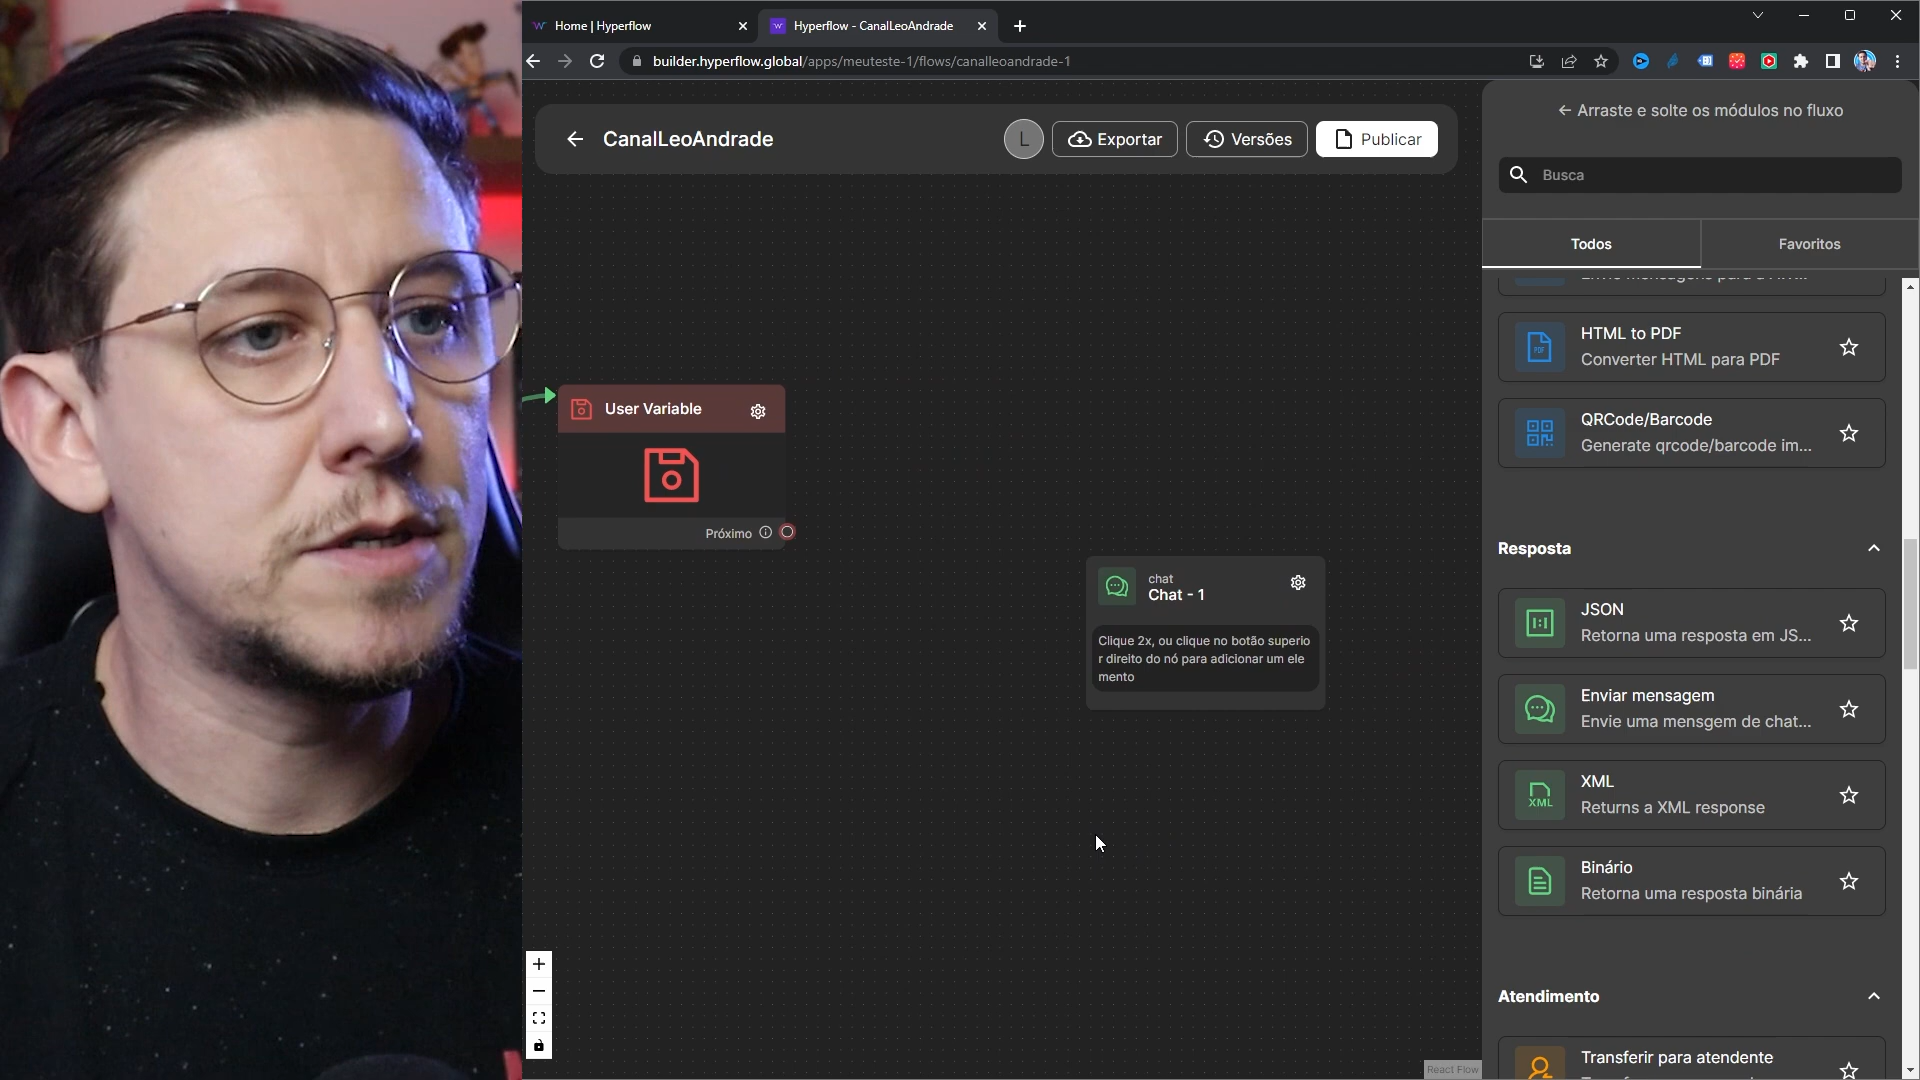 Home | Hyperflow
Hyperflow - CanalLeoAndrade
builder.hyperflow.global/apps/meuteste-1/flows/canalleoandrade-1
CanalLeoAndrade
L
Exportar
Versões
Publicar
← Arraste e solte os módulos no fluxo
Busca
Todos
Favoritos
HTML to PDF
Converter HTML para PDF
PDF
QRCode/Barcode
Generate qrcode/barcode im...
User Variable
Próximo
chat
Chat - 1
Clique 2x, ou clique no botão superio
r direito do nó para adicionar um ele
mento
Resposta
JSON
Retorna uma resposta em JS...
Enviar mensagem
Envie uma mensgem de chat...
XML
Returns a XML response
XML
Binário
Retorna uma resposta binária
Atendimento
Transferir para atendente
React Flow